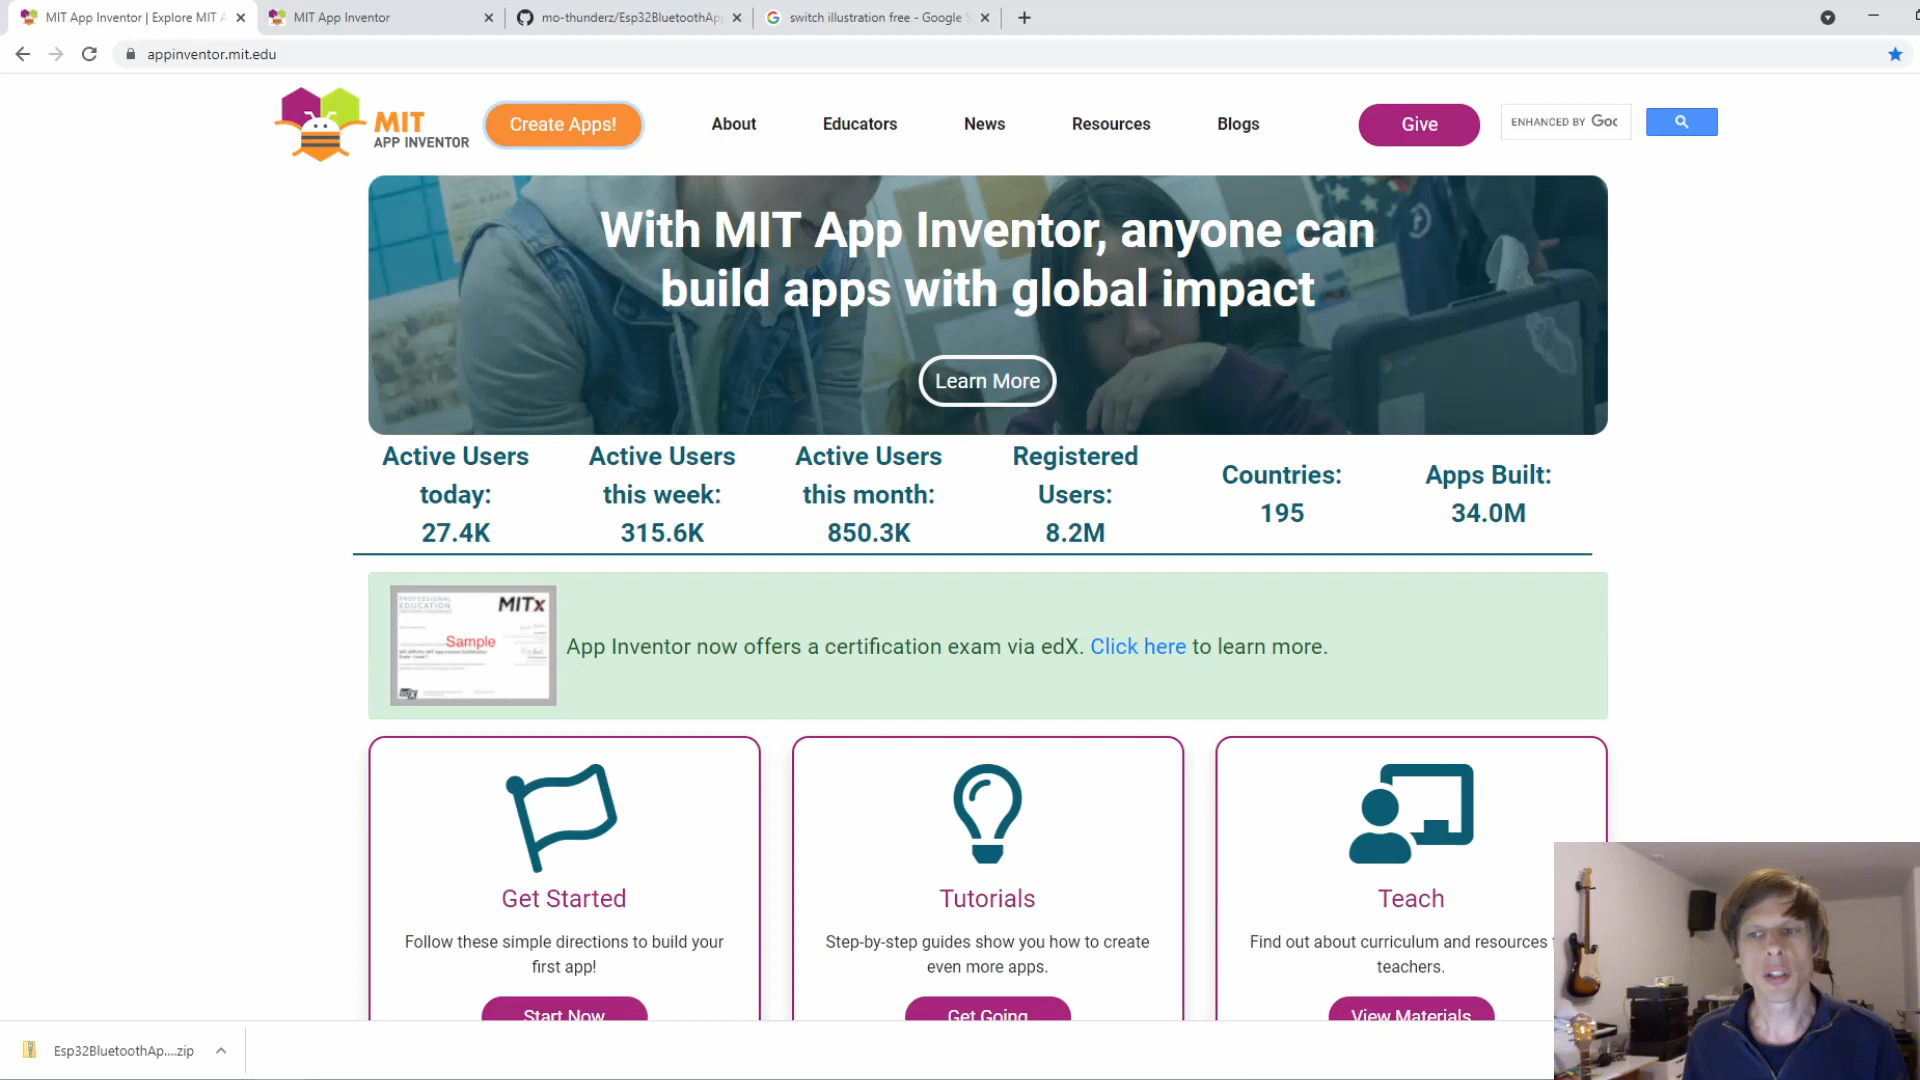 MIT App Inventor | Explore MIT A
MIT App Inventor
mo-thunderz/Esp32BluetoothAp
switch illustration free - Google S
appinventor.mit.edu
MIT
APP INVENTOR
Create Apps!
About
Educators
News
Resources
Blogs
Give
ENHANCED BY Goo
With MIT App Inventor, anyone can
build apps with global impact
Learn More
Active Users
today:
27.4K
Active Users
this week:
315.6K
Active Users
this month:
850.3K
Registered
Users:
8.2M
Countries:
195
Apps Built:
34.0M
PROFESSIONAL
EDUCATION
MITx
Sample
App Inventor now offers a certification exam via edX. Click here to learn more.
Get Started
Follow these simple directions to build your
first app!
Start Now
Tutorials
Step-by-step guides show you how to create
even more apps.
Get Going
Teach
Find out about curriculum and resources
teachers.
View Materials
Esp32BluetoothAp....zip